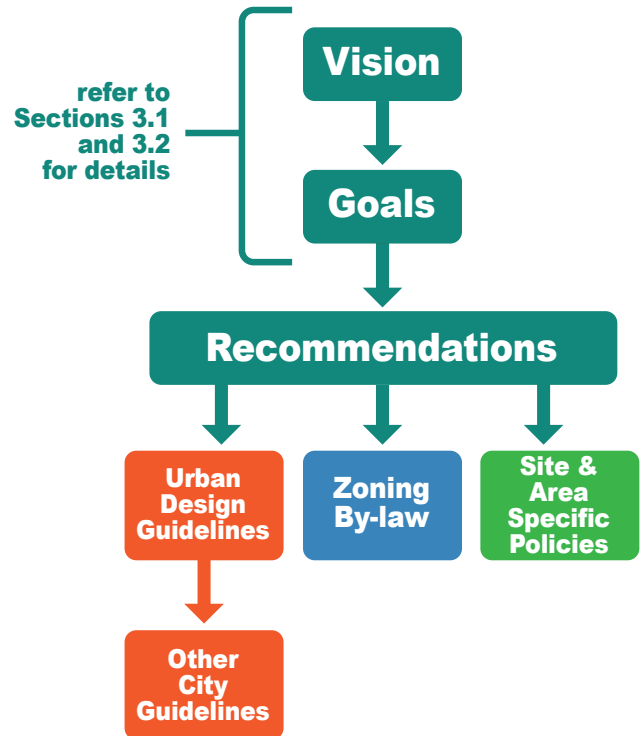 Vision
refer to
Sections 3.1
and 3.2
for details
Goals
Recommendations
Urban
Design
Guidelines
Zoning
By-law
Site &
Area
Specific
Policies
Other
City
Guidelines